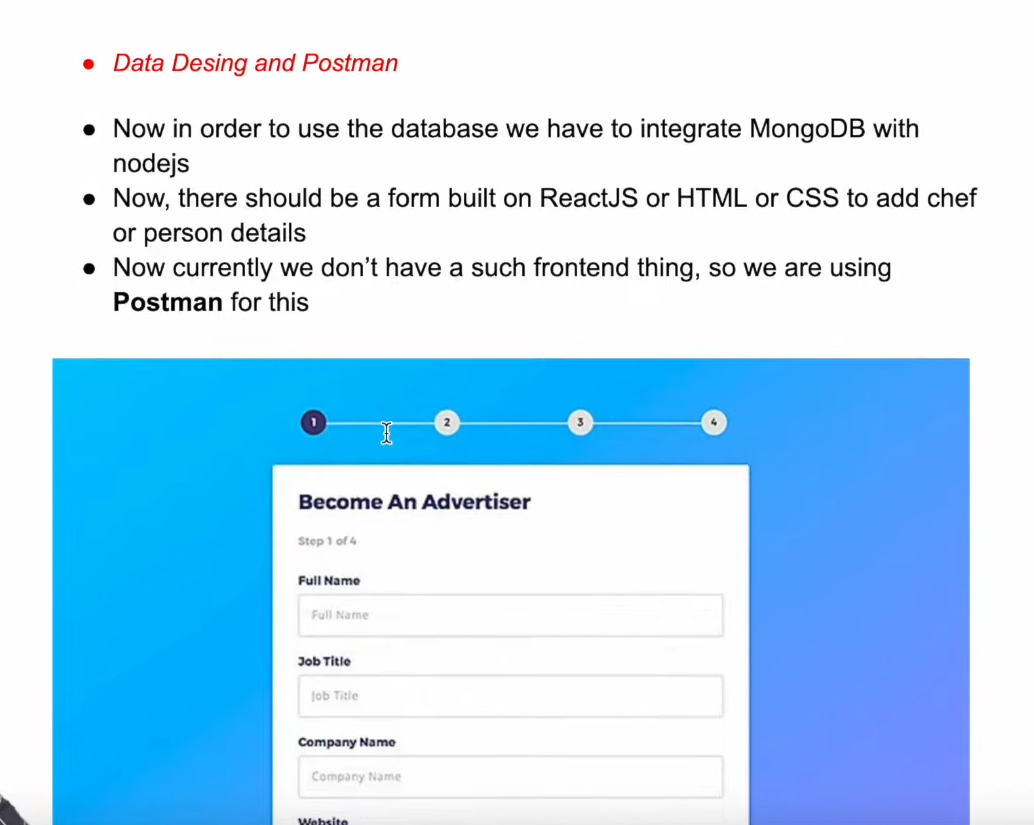 Data Desing and Postman
Now in order to use the database we have to integrate MongoDB with
nodejs
Now, there should be a form built on ReactJS or HTML or CSS to add chef
or person details
Now currently we don't have a such frontend thing, so we are using
Postman for this
1 2 3 4
Become An Advertiser
Step 1 of 4
Full Name
Full Name
Job Title
Job Title
Company Name
Company Name
Website